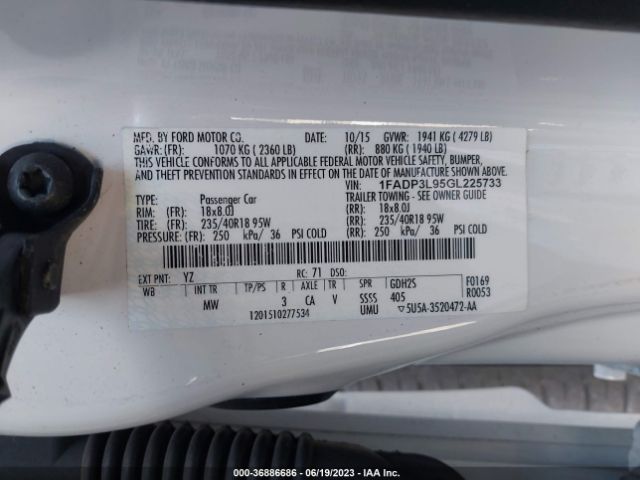 MFD. BY FORD MOTOR CO. DATE: 10/15 GVWR: 1941 KG ( 4279 LB)
GAWR: (FR): 1070 KG ( 2360 LB) (RR): 880 KG ( 1940 LB)
THIS VEHICLE CONFORMS TO ALL APPLICABLE FEDERAL MOTOR VEHICLE SAFETY, BUMPER,
AND THEFT PREVENTION STANDARDS IN EFFECT ON THE DATE OF MANUFACTURE SHOWN ABOVE.
VIN: 1FADP3L95GL225733
TYPE: Passenger Car TRAILER TOWING - SEE OWNER GUIDE
RIM: (FR) 18x8.0J (RR) 18x8.0J
TIRE: (FR) 235/40R18 95W (RR) 235/40R18 95W
PRESSURE: (FR) 250 kPa/ 36 PSI COLD (RR) 250 kPa/ 36 PSI COLD
EXT PNT: YZ RC: 71 DSO: F0169
WB INT TR TP/PS R AXLE TR SPR GDH2S R0053
MW 3 CA V SSSS 405
1201510277534 UMU ▽5U5A-3520472-AA
000-36886686 - 06/19/2023 - IAA Inc.